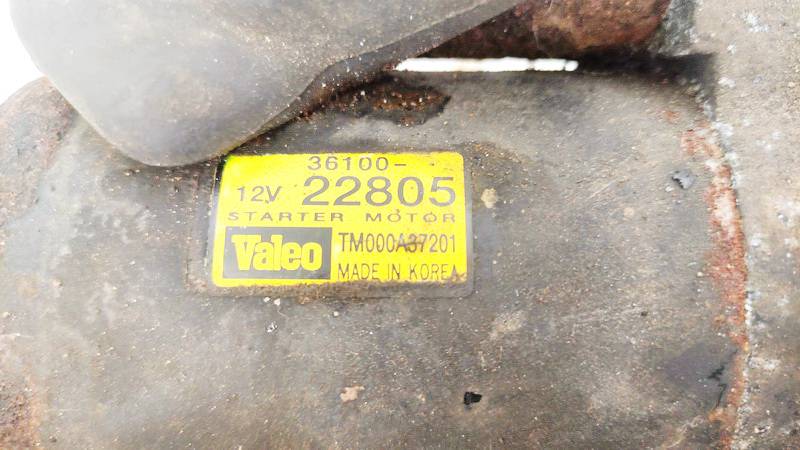 36100-
12V 22805
STARTER MOTOR
Valeo TM000A37201
MADE IN KOREA